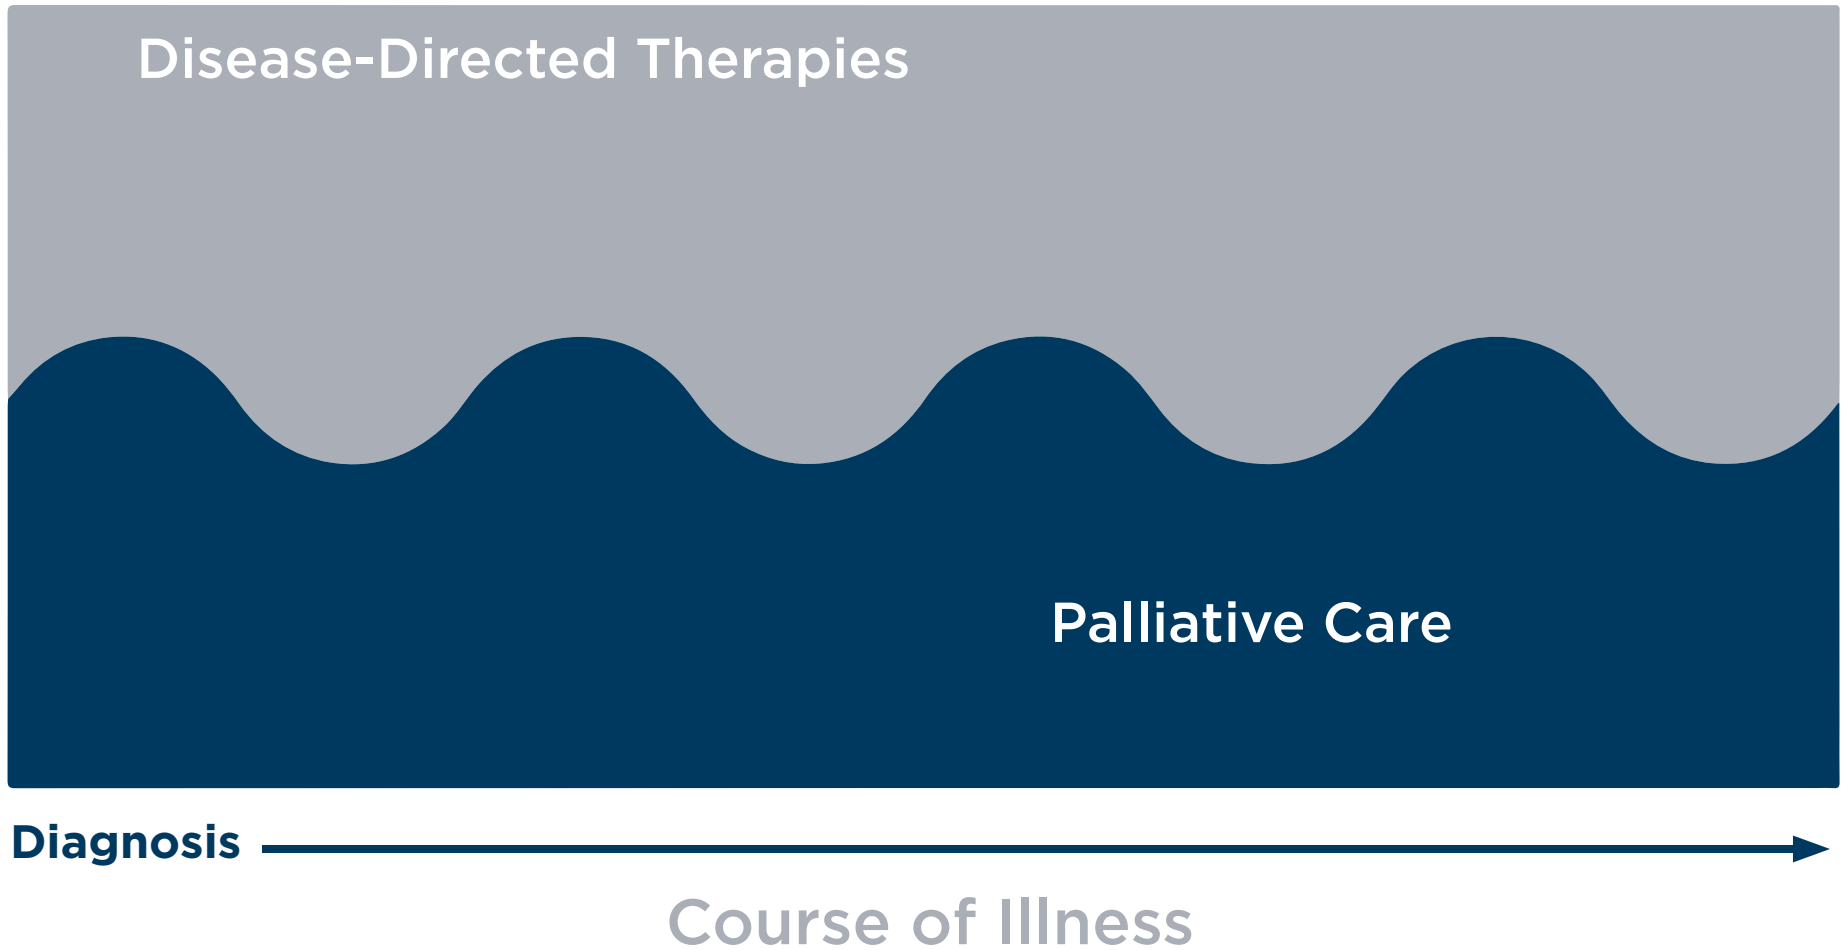 Disease-Directed Therapies
Palliative Care
Diagnosis
Course of Illness